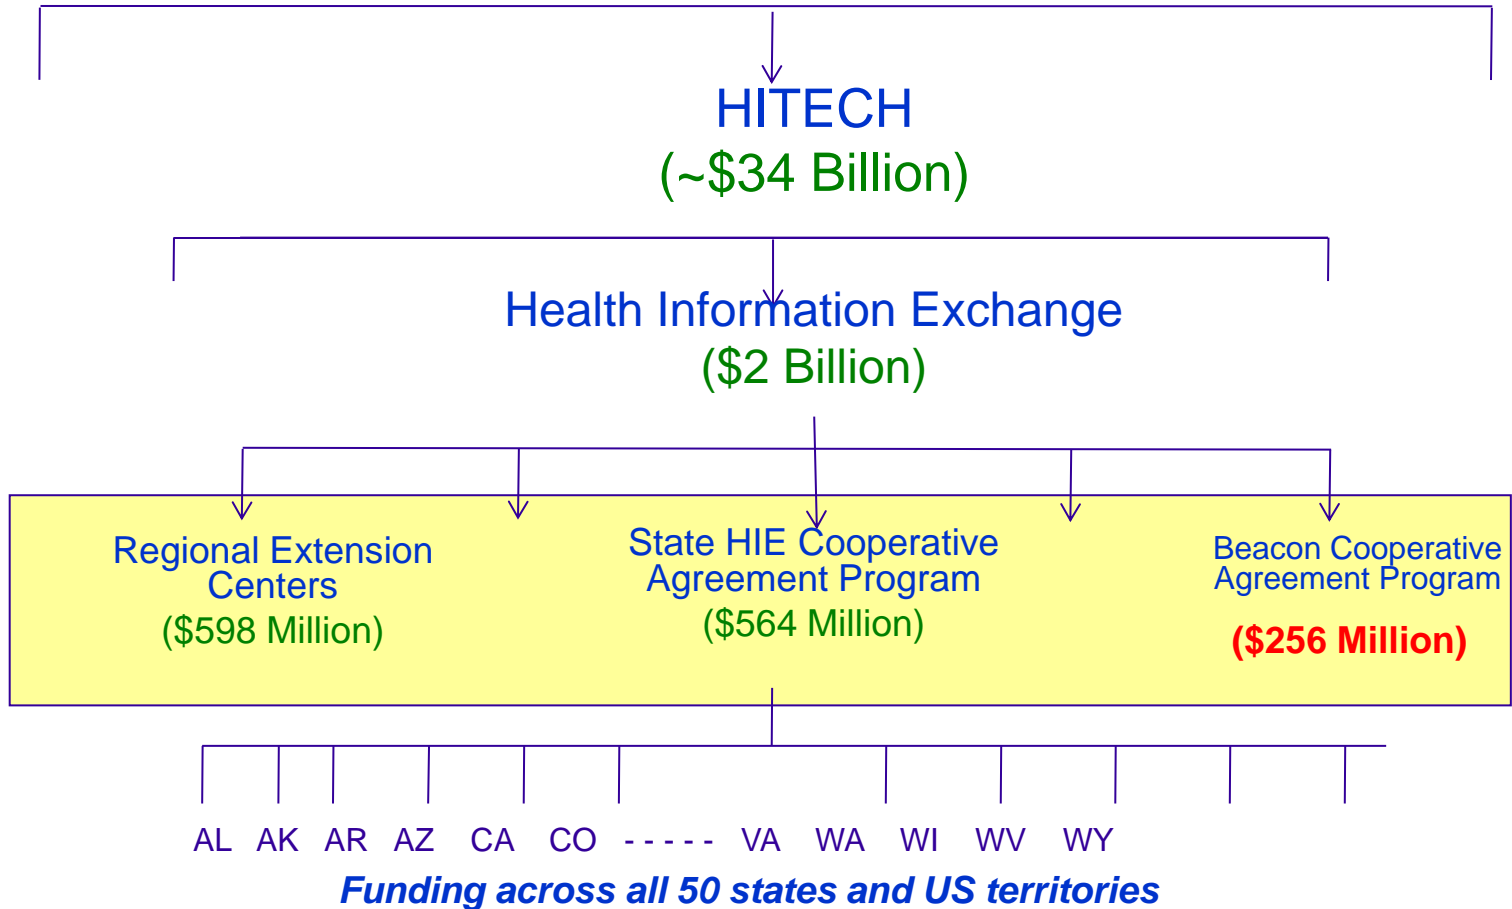 HITECH
(~$34 Billion)
Health Information Exchange
($2 Billion)
Regional Extension
Centers
($598 Million)
State HIE Cooperative
Agreement Program
($564 Million)
Beacon Cooperative
Agreement Program
($256 Million)
AL AK AR AZ CA CO - - - - - VA WA WI WV WY
Funding across all 50 states and US territories